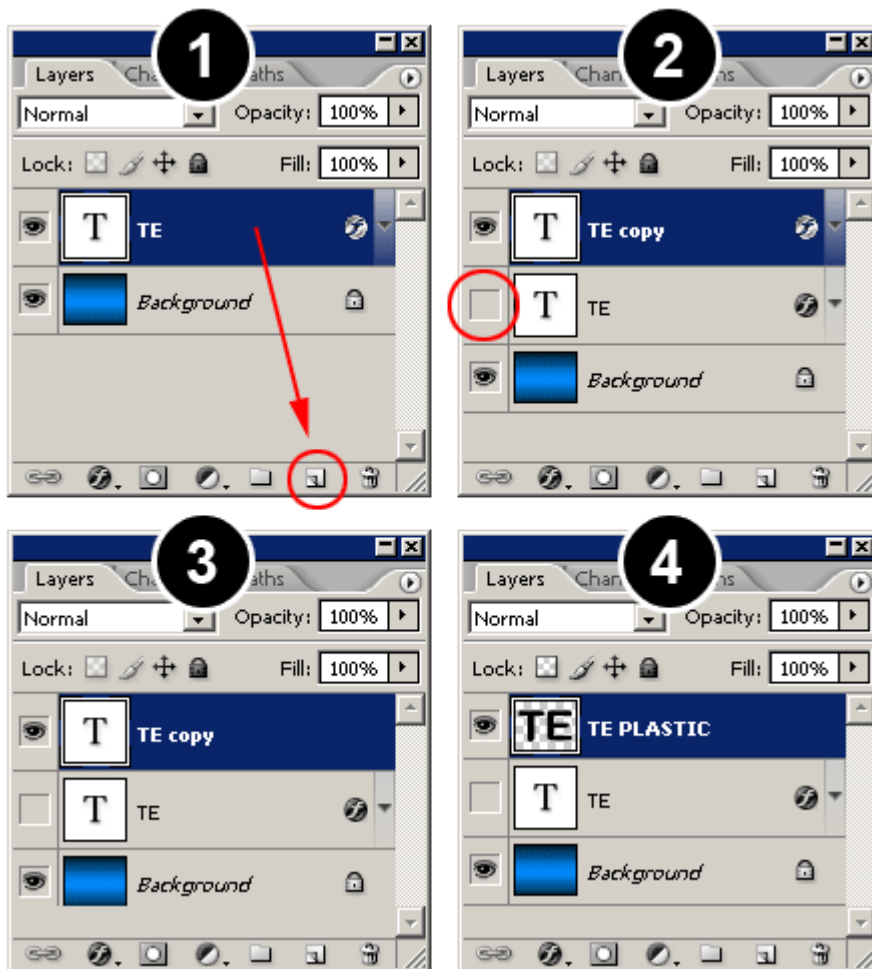 1
Layers
Normal Opacity: 100%
Lock: Fill: 100%
T TE
Background
2
Layers
Normal Opacity: 100%
Lock: Fill: 100%
T TE copy
T TE
Background
3
Layers
Normal Opacity: 100%
Lock: Fill: 100%
T TE copy
T TE
Background
4
Layers
Normal Opacity: 100%
Lock: Fill: 100%
TE TE PLASTIC
T TE
Background